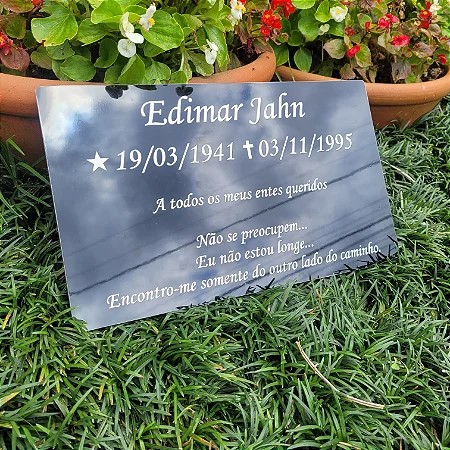 Edimar Jahn
★ 19/03/1941 ✝ 03/11/1995
A todos os meus entes queridos
Não se preocupem...
Eu não estou longe...
Encontro-me somente do outro lado do caminho.